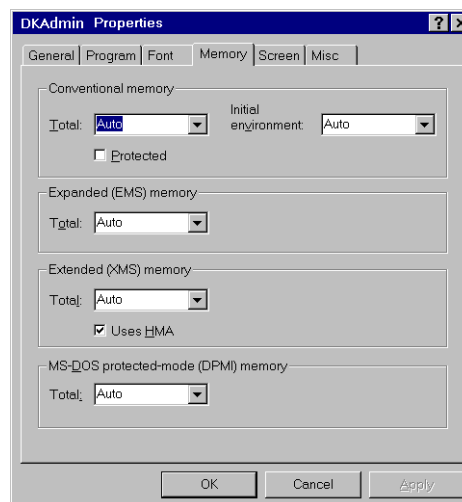 DKAdmin Properties
General Program Font Memory Screen Misc
Conventional memory
Total: Auto Initial environment: Auto
Protected
Expanded (EMS) memory
Total: Auto
Extended (XMS) memory
Total: Auto
Uses HMA
MS-DOS protected-mode (DPMI) memory
Total: Auto
OK Cancel Apply